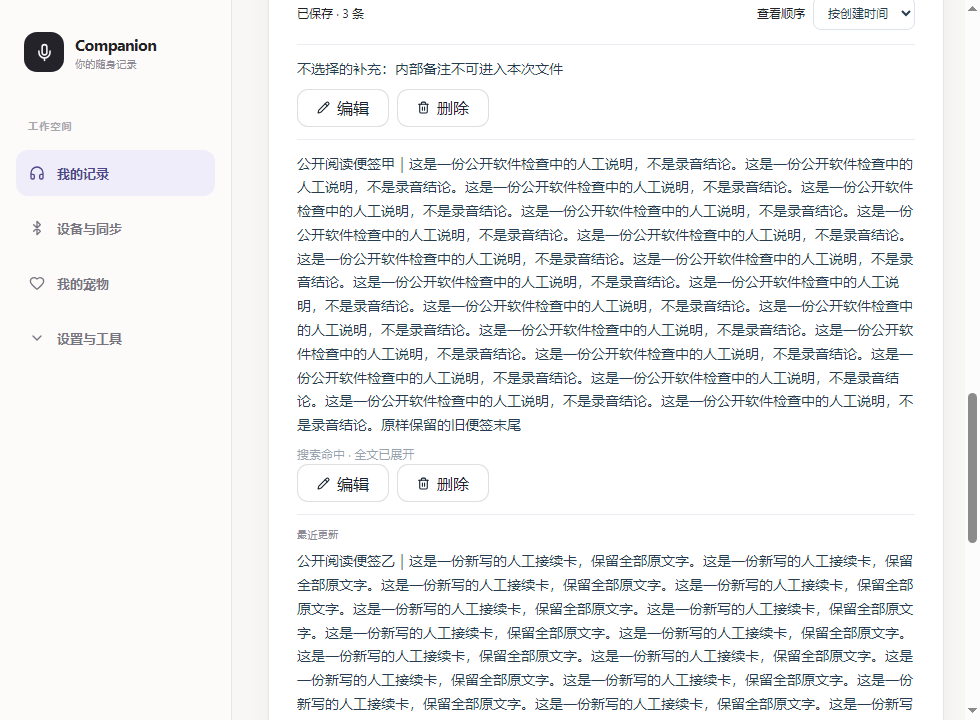 Companion
你的随身记录
工作空间
我的记录
设备与同步
我的宠物
设置与工具
已保存 · 3 条
查看顺序
按创建时间
不选择的补充：内部备注不可进入本次文件
编辑
删除
公开阅读便签甲｜这是一份公开软件检查中的人工说明，不是录音结论。这是一份公开软件检查中的
人工说明，不是录音结论。这是一份公开软件检查中的人工说明，不是录音结论。这是一份公开软件
检查中的人工说明，不是录音结论。这是一份公开软件检查中的人工说明，不是录音结论。这是一份
公开软件检查中的人工说明，不是录音结论。这是一份公开软件检查中的人工说明，不是录音结论。
这是一份公开软件检查中的人工说明，不是录音结论。这是一份公开软件检查中的人工说明，不是录
音结论。这是一份公开软件检查中的人工说明，不是录音结论。这是一份公开软件检查中的人工说
明，不是录音结论。这是一份公开软件检查中的人工说明，不是录音结论。这是一份公开软件检查中
的人工说明，不是录音结论。这是一份公开软件检查中的人工说明，不是录音结论。这是一份公开软
件检查中的人工说明，不是录音结论。这是一份公开软件检查中的人工说明，不是录音结论。这是一
份公开软件检查中的人工说明，不是录音结论。这是一份公开软件检查中的人工说明，不是录音结
论。这是一份公开软件检查中的人工说明，不是录音结论。这是一份公开软件检查中的人工说明，不
是录音结论。原样保留的旧便签末尾
搜索命中 · 全文已展开
编辑
删除
最近更新
公开阅读便签乙｜这是一份新写的人工接续卡，保留全部原文字。这是一份新写的人工接续卡，保留
全部原文字。这是一份新写的人工接续卡，保留全部原文字。这是一份新写的人工接续卡，保留全部
原文字。这是一份新写的人工接续卡，保留全部原文字。这是一份新写的人工接续卡，保留全部原文
字。这是一份新写的人工接续卡，保留全部原文字。这是一份新写的人工接续卡，保留全部原文字。
这是一份新写的人工接续卡，保留全部原文字。这是一份新写的人工接续卡，保留全部原文字。这是
一份新写的人工接续卡，保留全部原文字。这是一份新写的人工接续卡，保留全部原文字。这是一份
新写的人工接续卡，保留全部原文字。这是一份新写的人工接续卡，保留全部原文字。这是一份新写